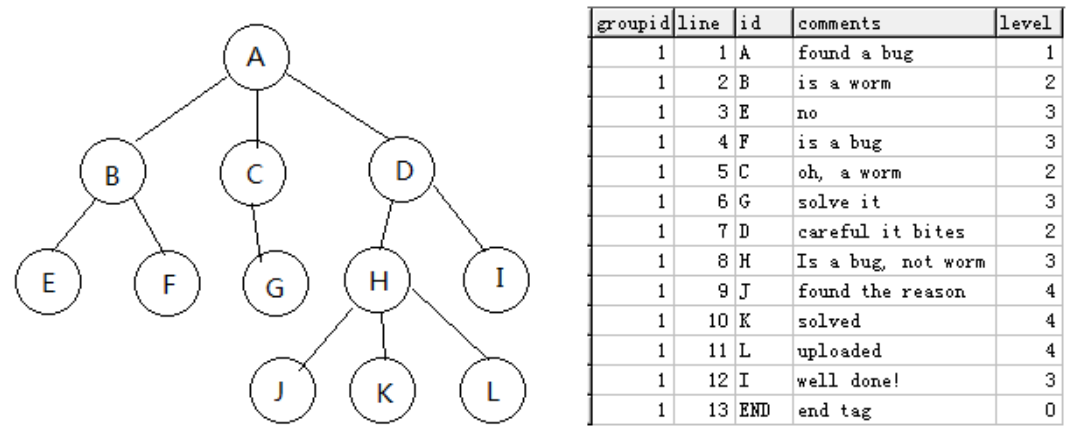 A
B
C
D
E
F
G
H
I
J
K
L
groupid line id comments level
1 1 A found a bug 1
1 2 B is a worm 2
1 3 E no 3
1 4 F is a bug 3
1 5 C oh, a worm 2
1 6 G solve it 3
1 7 D careful it bites 2
1 8 H Is a bug, not worm 3
1 9 J found the reason 4
1 10 K solved 4
1 11 L uploaded 4
1 12 I well done! 3
1 13 END end tag 0